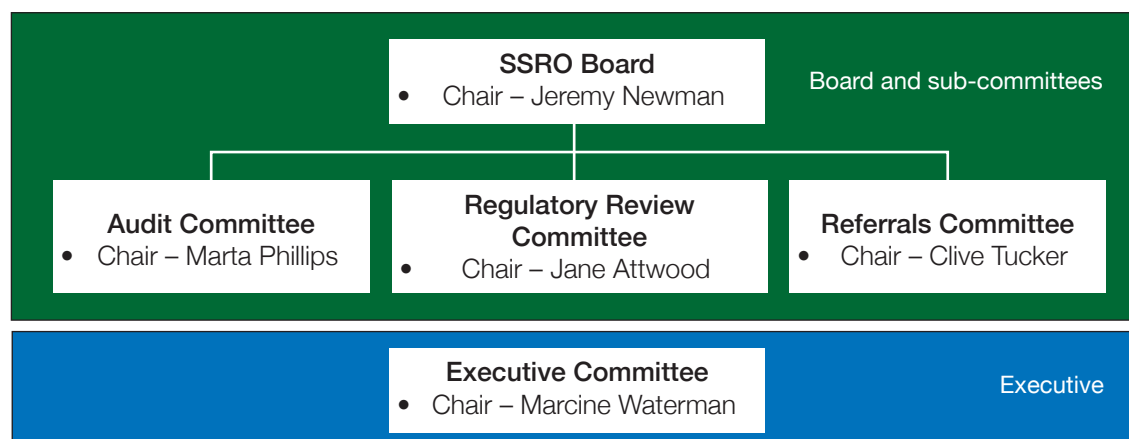 SSRO Board
• Chair – Jeremy Newman
Board and sub-committees
Audit Committee
• Chair – Marta Phillips
Regulatory Review
Committee
• Chair – Jane Attwood
Referrals Committee
• Chair – Clive Tucker
Executive Committee
• Chair – Marcine Waterman
Executive